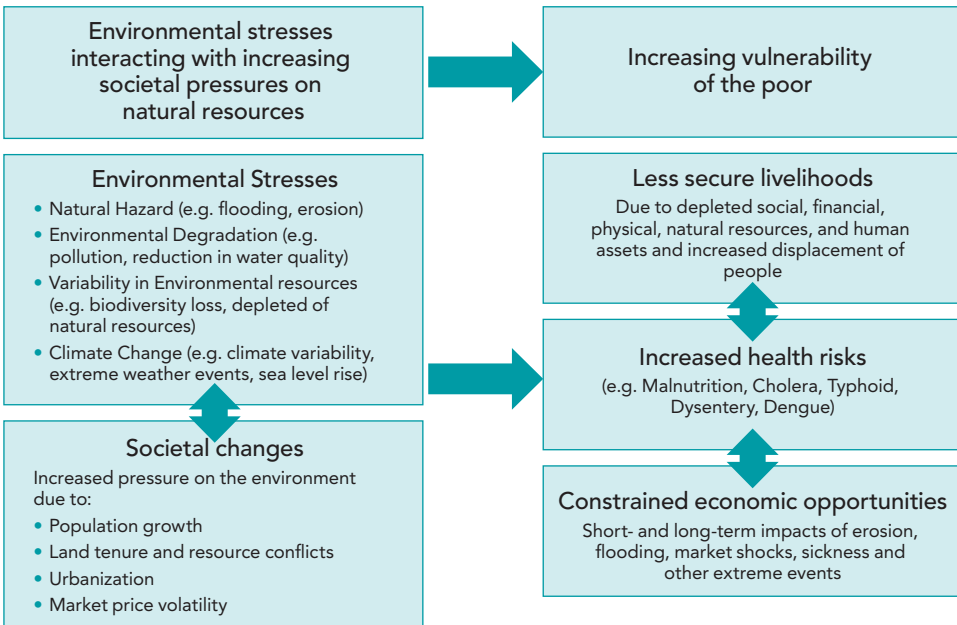 Environmental stresses
interacting with increasing
societal pressures on
natural resources
Increasing vulnerability
of the poor
Environmental Stresses
• Natural Hazard (e.g. flooding, erosion)
• Environmental Degradation (e.g.
pollution, reduction in water quality)
• Variability in Environmental resources
(e.g. biodiversity loss, depleted of
natural resources)
• Climate Change (e.g. climate variability,
extreme weather events, sea level rise)
Societal changes
Increased pressure on the environment
due to:
• Population growth
• Land tenure and resource conflicts
• Urbanization
• Market price volatility
Less secure livelihoods
Due to depleted social, financial,
physical, natural resources, and human
assets and increased displacement of
people
Increased health risks
(e.g. Malnutrition, Cholera, Typhoid,
Dysentery, Dengue)
Constrained economic opportunities
Short- and long-term impacts of erosion,
flooding, market shocks, sickness and
other extreme events